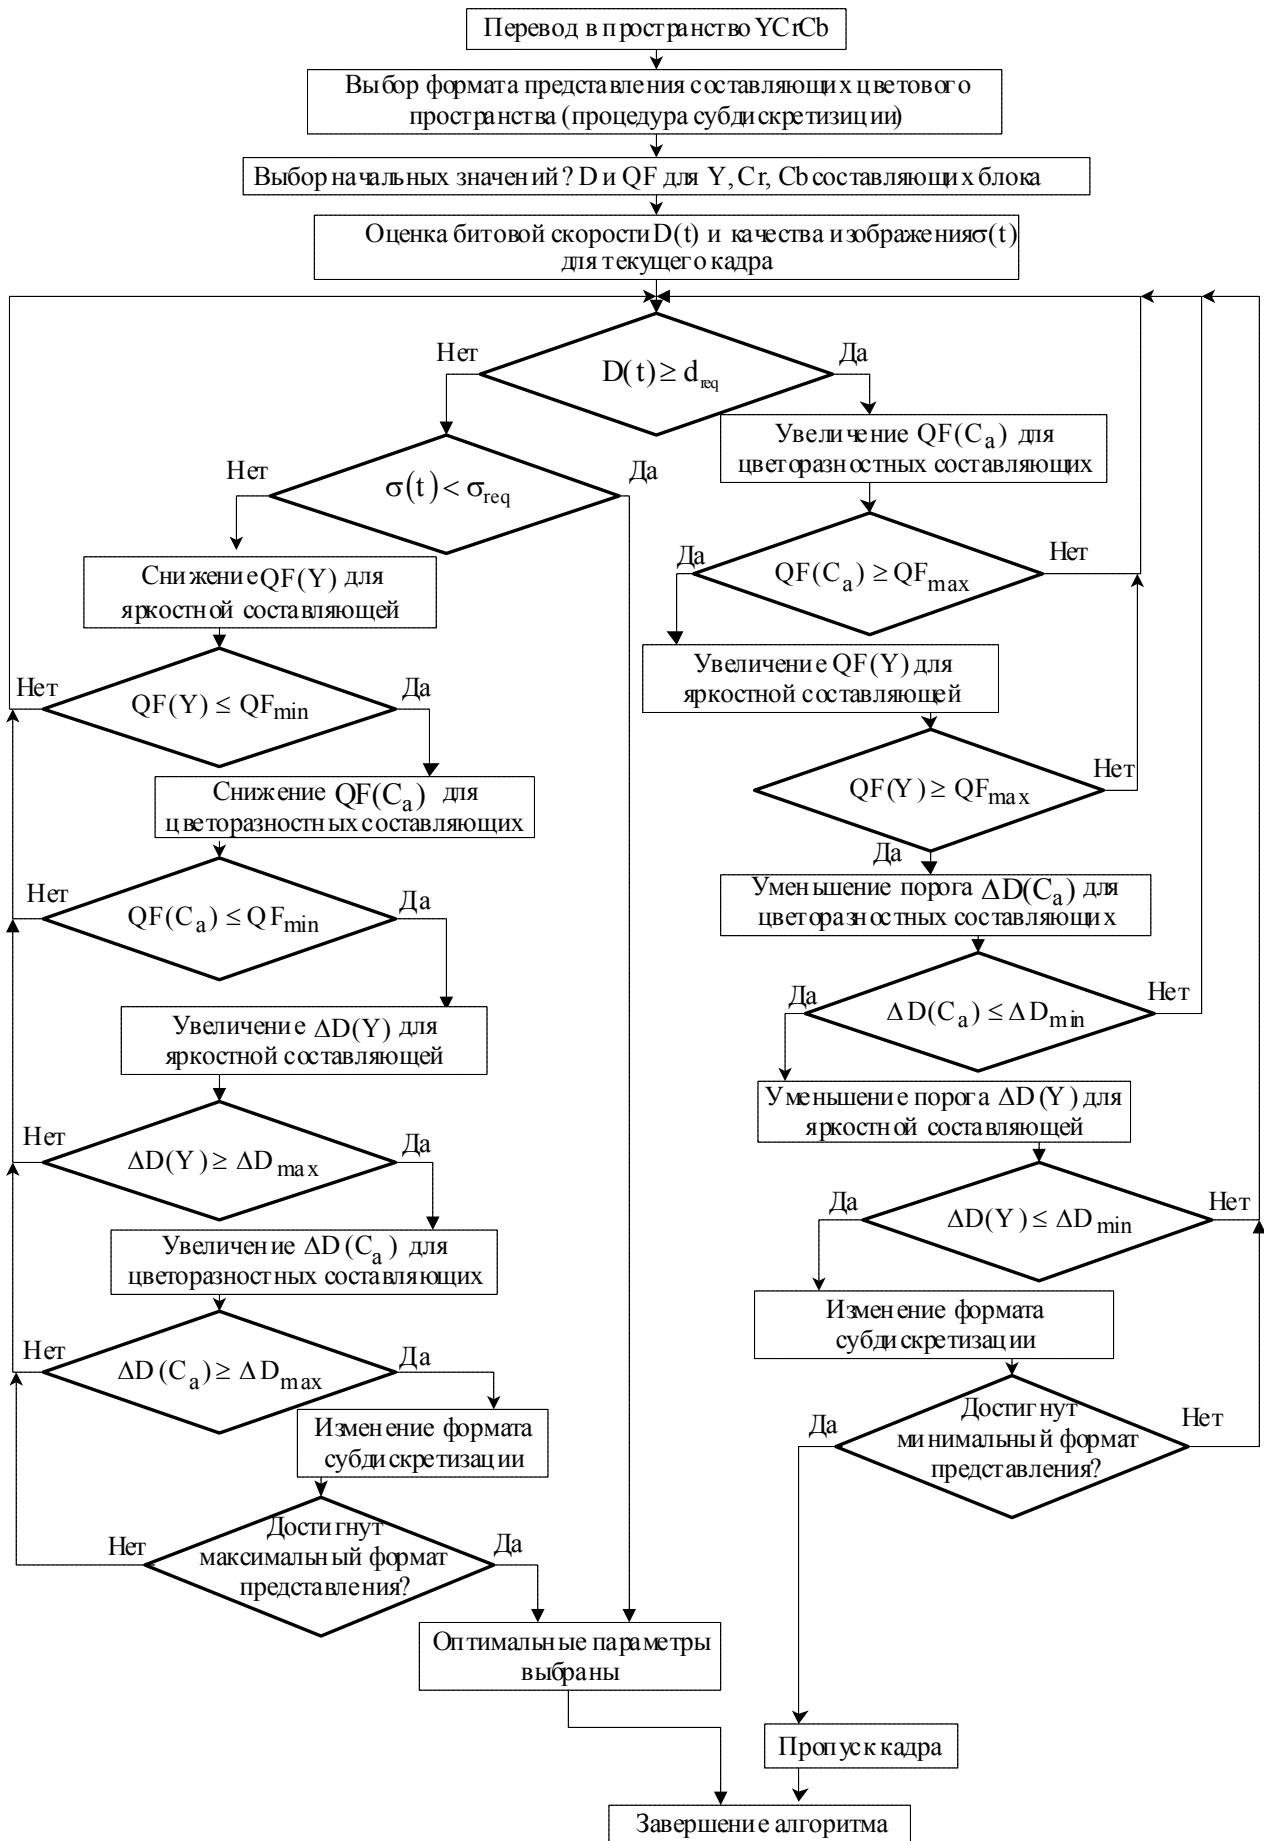 Перевод в пространство YCrCb
Выбор формата представления составляющих цветового
пространства (процедура субдискретизиции)
Выбор начальных значений ? D и QF для Y, Cr, Cb составляющих блока
Оценка битовой скорости D(t) и качества изображения σ(t)
для текущего кадра
Нет
Да
D(t) ≥ d_req
Увеличение QF(C_a) для
цветоразностных составляющих
Нет
Да
σ(t) < σ_req
Да
Нет
QF(C_a) ≥ QF_max
Снижение QF(Y) для
яркостной составляющей
Увеличение QF(Y) для
яркостной составляющей
Нет
Да
QF(Y) ≤ QF_min
Нет
QF(Y) ≥ QF_max
Да
Снижение QF(C_a) для
цветоразностных составляющих
Уменьшение порога ΔD(C_a) для
цветоразностных составляющих
Нет
Да
QF(C_a) ≤ QF_min
Да
Нет
ΔD(C_a) ≤ ΔD_min
Увеличение ΔD(Y) для
яркостной составляющей
Уменьшение порога ΔD(Y) для
яркостной составляющей
Нет
Да
ΔD(Y) ≥ ΔD_max
Да
Нет
ΔD(Y) ≤ ΔD_min
Увеличение ΔD(C_a) для
цветоразностных составляющих
Изменение формата
субдискретизации
Нет
Да
ΔD(C_a) ≥ ΔD_max
Да
Нет
Достигнут
минимальный формат
представления?
Изменение формата
субдискретизации
Нет
Да
Достигнут
максимальный формат
представления?
Оптимальные параметры
выбраны
Пропуск кадра
Завершение алгоритма